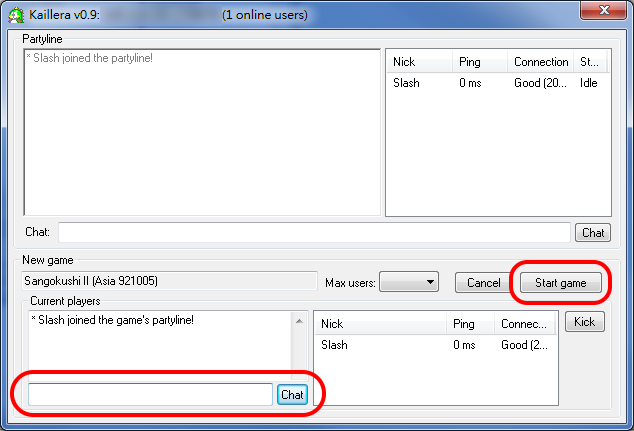 Kaillera v0.9: (1 online users)
Partyline
* Slash joined the partyline!
Nick Ping Connection St...
Slash 0 ms Good (20... Idle
Chat: Chat
New game
Sangokushi II (Asia 921005) Max users: Cancel Start game
Current players
* Slash joined the game's partyline!
Nick Ping Connec...
Slash 0 ms Good (2...
Kick
Chat